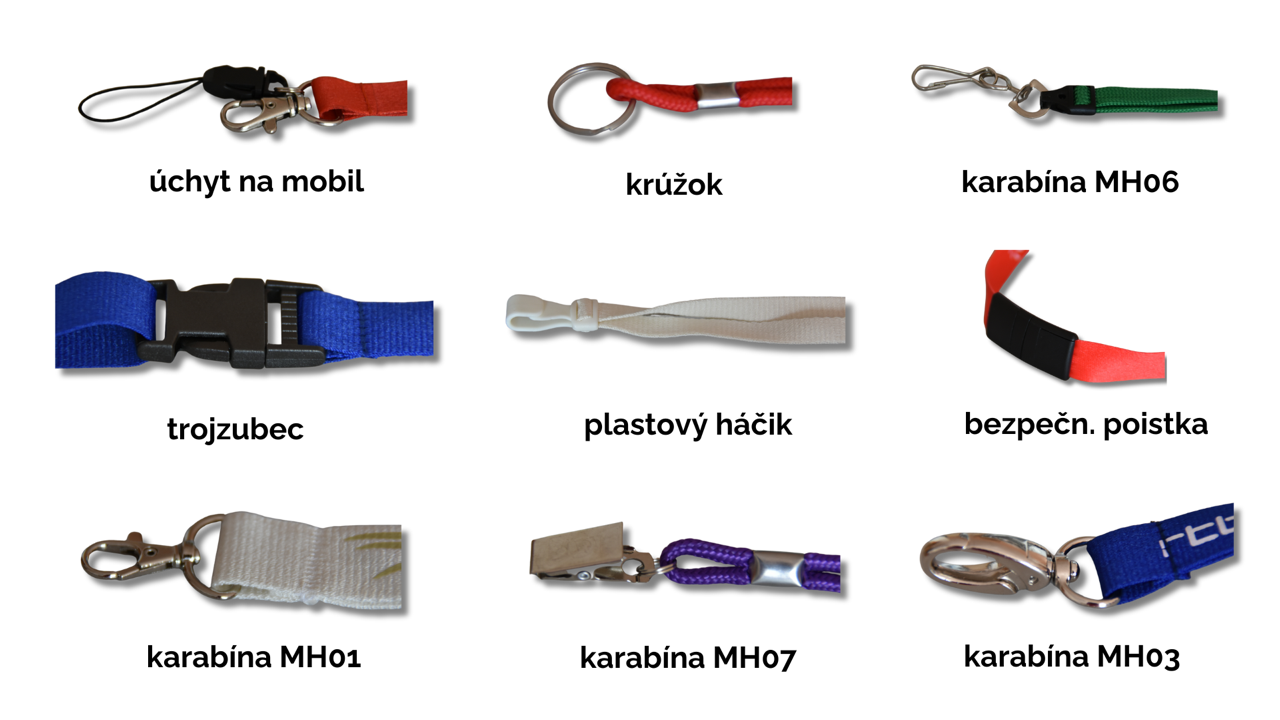 úchyt na mobil
krúžok
karabína MH06
trojzubec
plastový háčik
bezpečn. poistka
karabína MH01
karabína MH07
karabína MH03